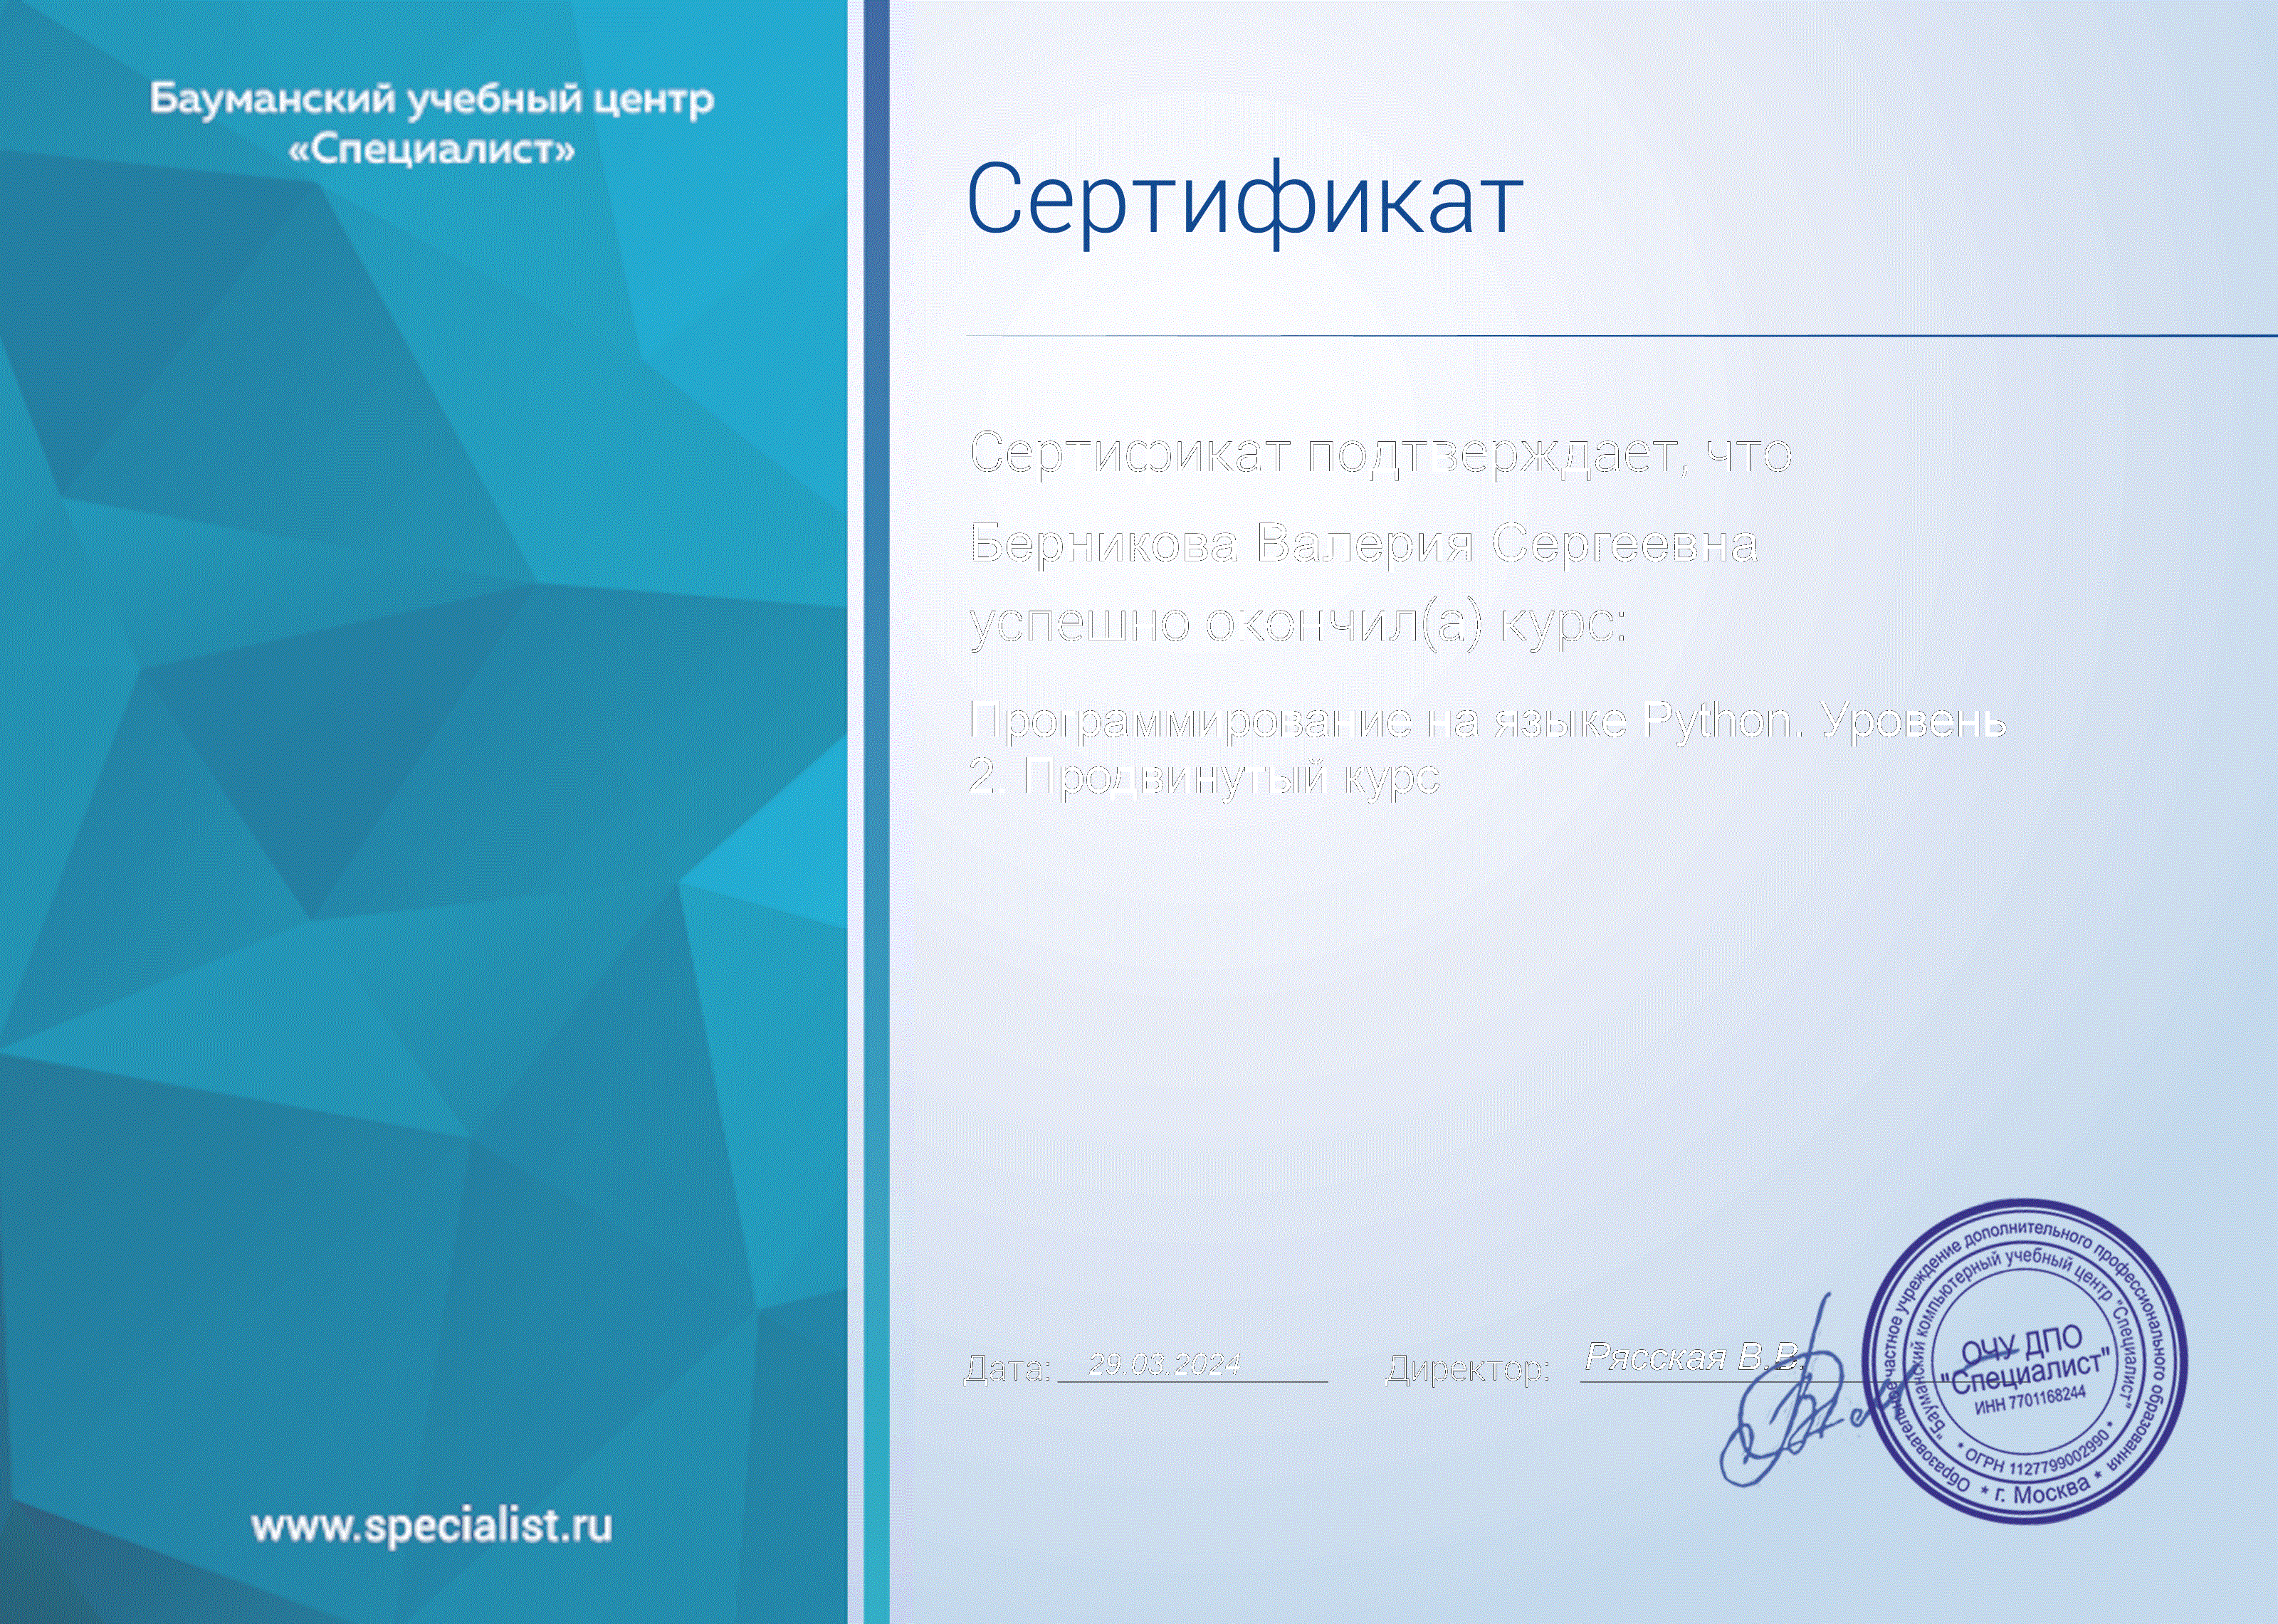 Бауманский учебный центр
«Специалист»
Сертификат
Сертификат подтверждает, что
Берникова Валерия Сергеевна
успешно окончил(а) курс:
Программирование на языке Python. Уровень
2. Продвинутый курс
Дата: 29.03.2024 Директор: Рясская В.В.
Образовательное частное учреждение дополнительного профессионального образования
"Бауманский компьютерный учебный центр "Специалист"
ОЧУ ДПО
"Специалист"
ИНН 7701168244
* ОГРН 1127799002990 *
* г. Москва *
www.specialist.ru